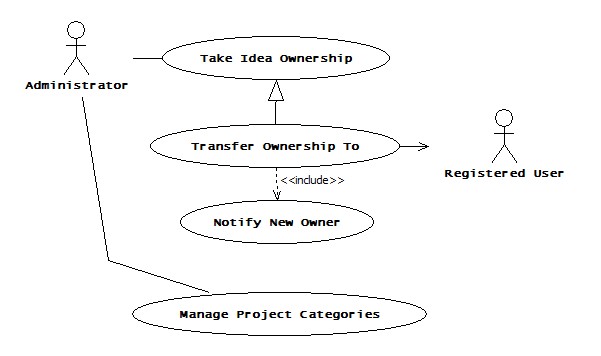 Take Idea Ownership
Administrator
Transfer Ownership To
Registered User
<<include>>
Notify New Owner
Manage Project Categories